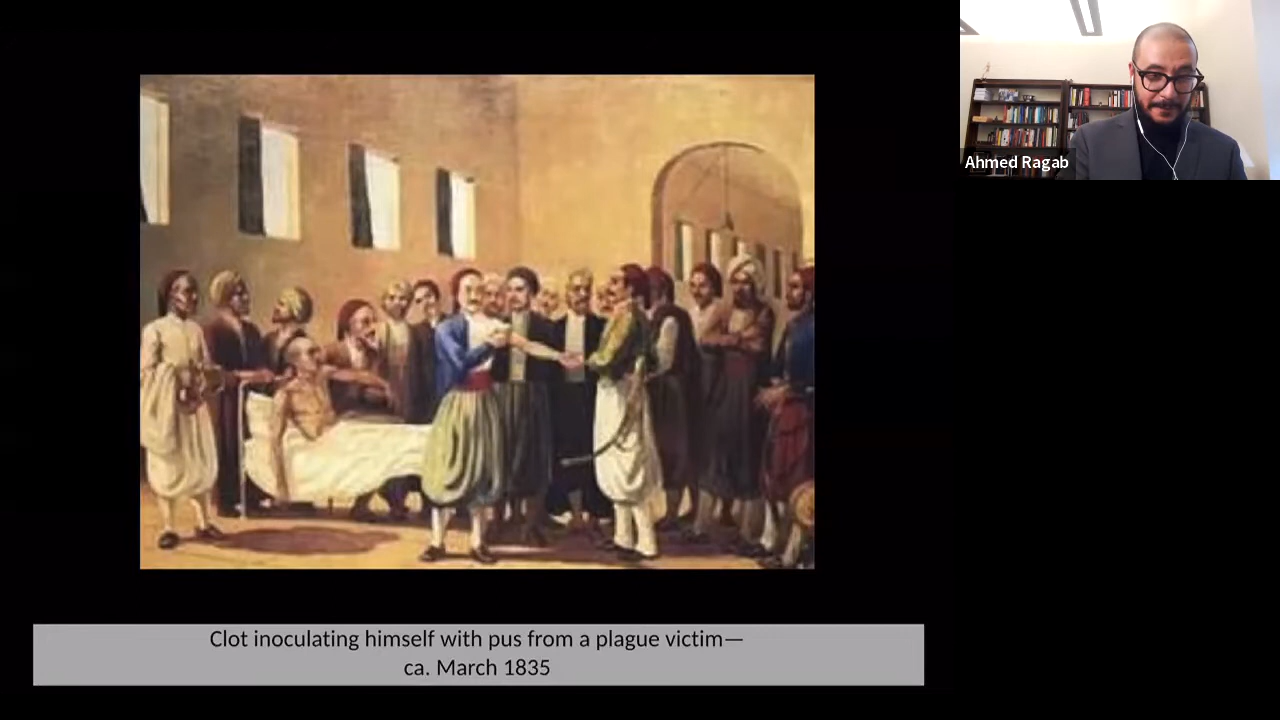 Ahmed Ragab
Clot inoculating himself with pus from a plague victim—
ca. March 1835